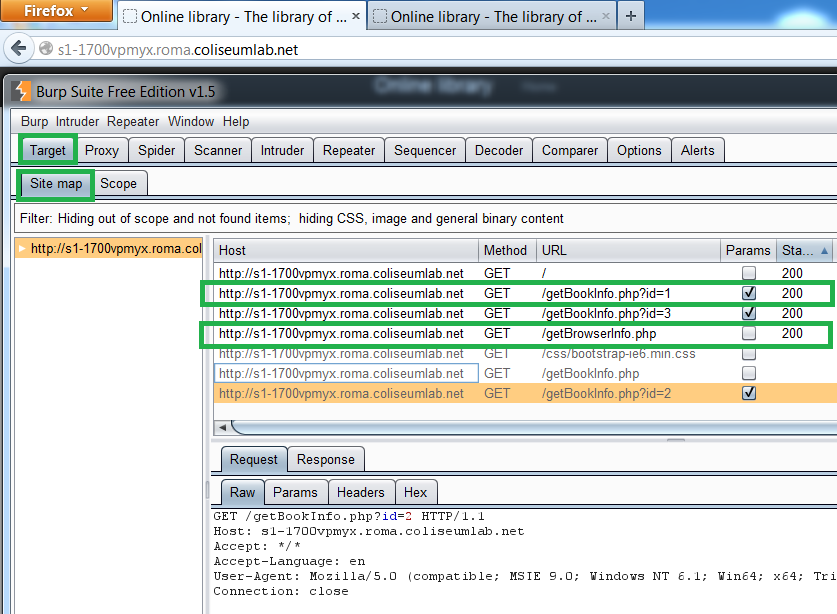 Firefox
Online library - The library of ... ×
Online library - The library of ... ×
+
s1-1700vpmyx.roma.coliseumlab.net
Online library Home
Burp Suite Free Edition v1.5
Burp Intruder Repeater Window Help
Target Proxy Spider Scanner Intruder Repeater Sequencer Decoder Comparer Options Alerts
Site map Scope
Filter: Hiding out of scope and not found items; hiding CSS, image and general binary content
http://s1-1700vpmyx.roma.col
Host Method URL Params Sta...
http://s1-1700vpmyx.roma.coliseumlab.net GET / 200
http://s1-1700vpmyx.roma.coliseumlab.net GET /getBookInfo.php?id=1 200
http://s1-1700vpmyx.roma.coliseumlab.net GET /getBookInfo.php?id=3 200
http://s1-1700vpmyx.roma.coliseumlab.net GET /getBrowserInfo.php 200
http://s1-1700vpmyx.roma.coliseumlab.net GET /css/bootstrap-ie6.min.css
http://s1-1700vpmyx.roma.coliseumlab.net GET /getBookInfo.php
http://s1-1700vpmyx.roma.coliseumlab.net GET /getBookInfo.php?id=2
Request Response
Raw Params Headers Hex
GET /getBookInfo.php?id=2 HTTP/1.1
Host: s1-1700vpmyx.roma.coliseumlab.net
Accept: */*
Accept-Language: en
User-Agent: Mozilla/5.0 (compatible; MSIE 9.0; Windows NT 6.1; Win64; x64; Tri
Connection: close